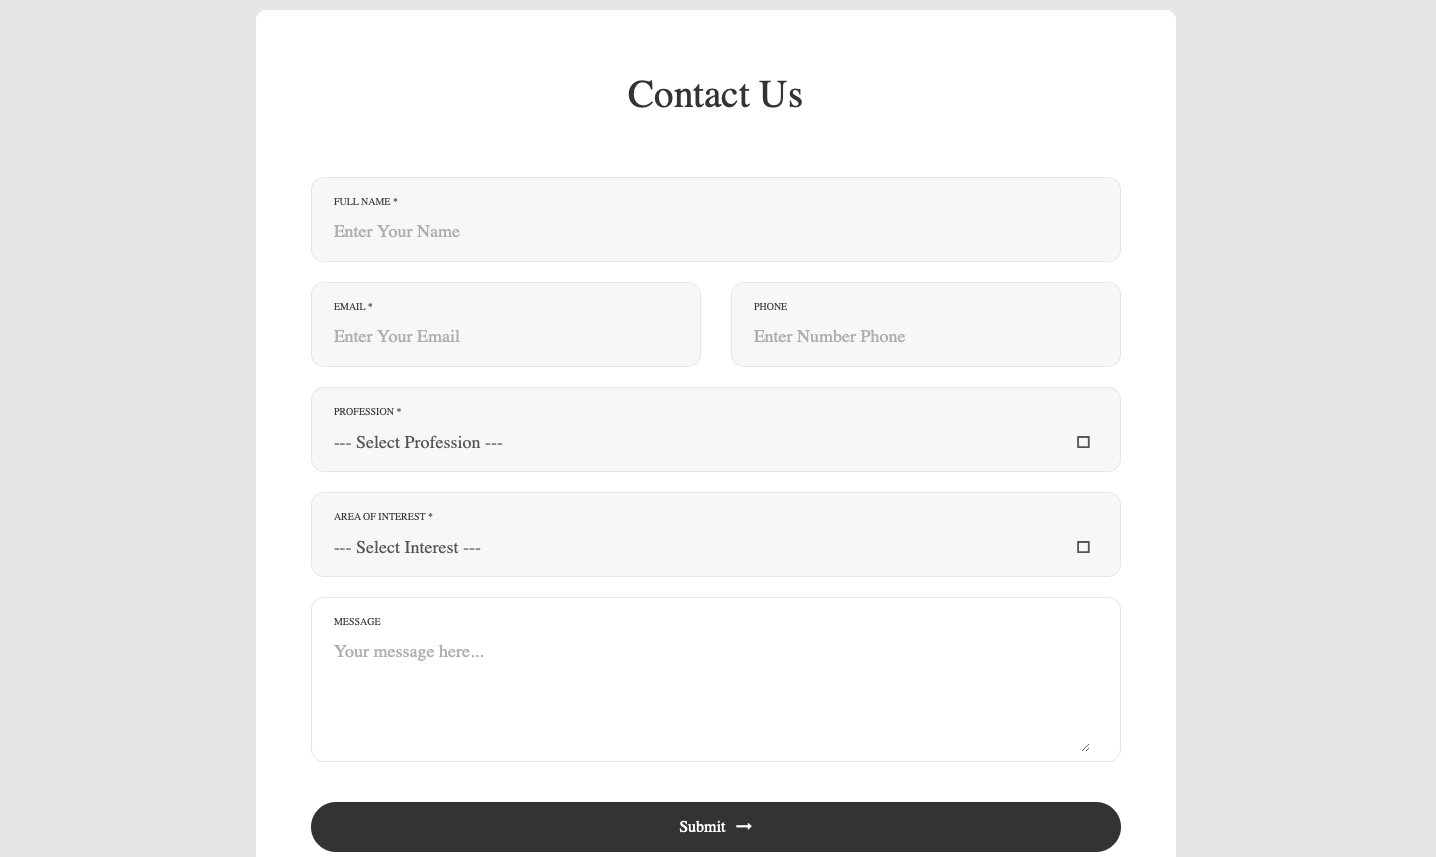 Contact Us
FULL NAME *
Enter Your Name
EMAIL *
PHONE
Enter Your Email
Enter Number Phone
PROFESSION *
--- Select Profession ---
AREA OF INTEREST *
--- Select Interest ---
MESSAGE
Your message here...
Submit →